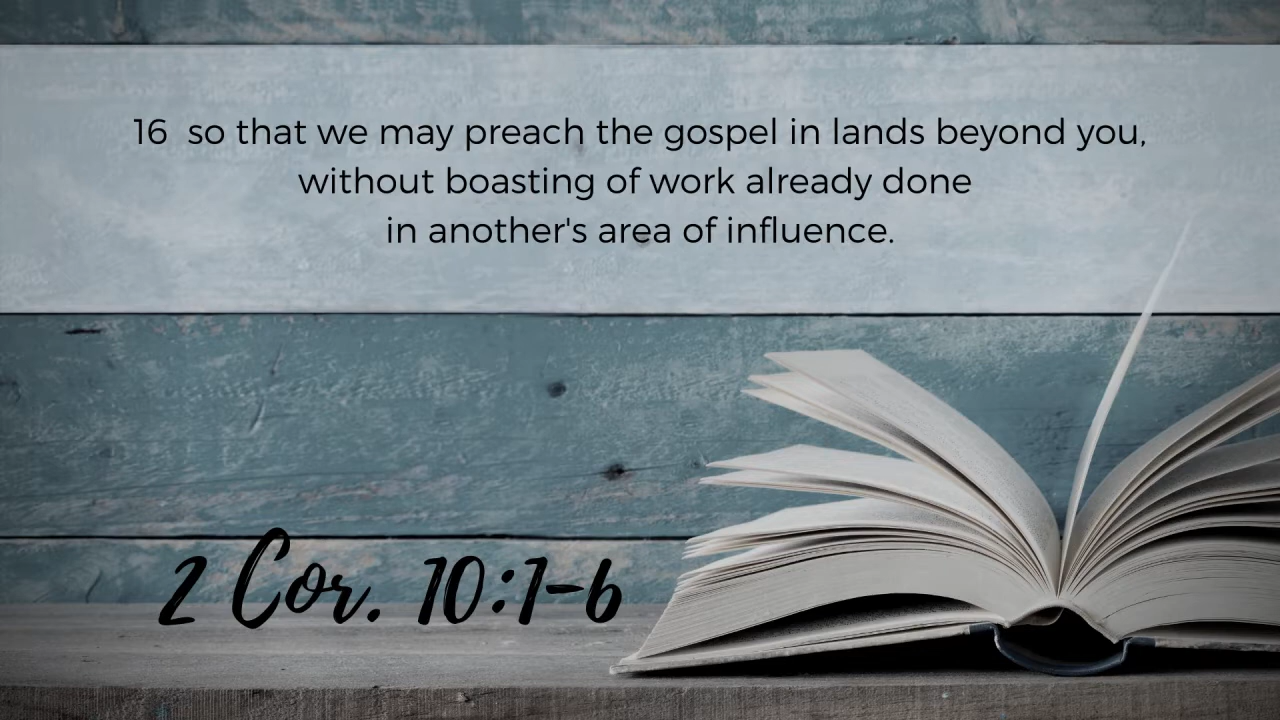 16 so that we may preach the gospel in lands beyond you,
without boasting of work already done
in another's area of influence.
2 Cor. 10:1-6